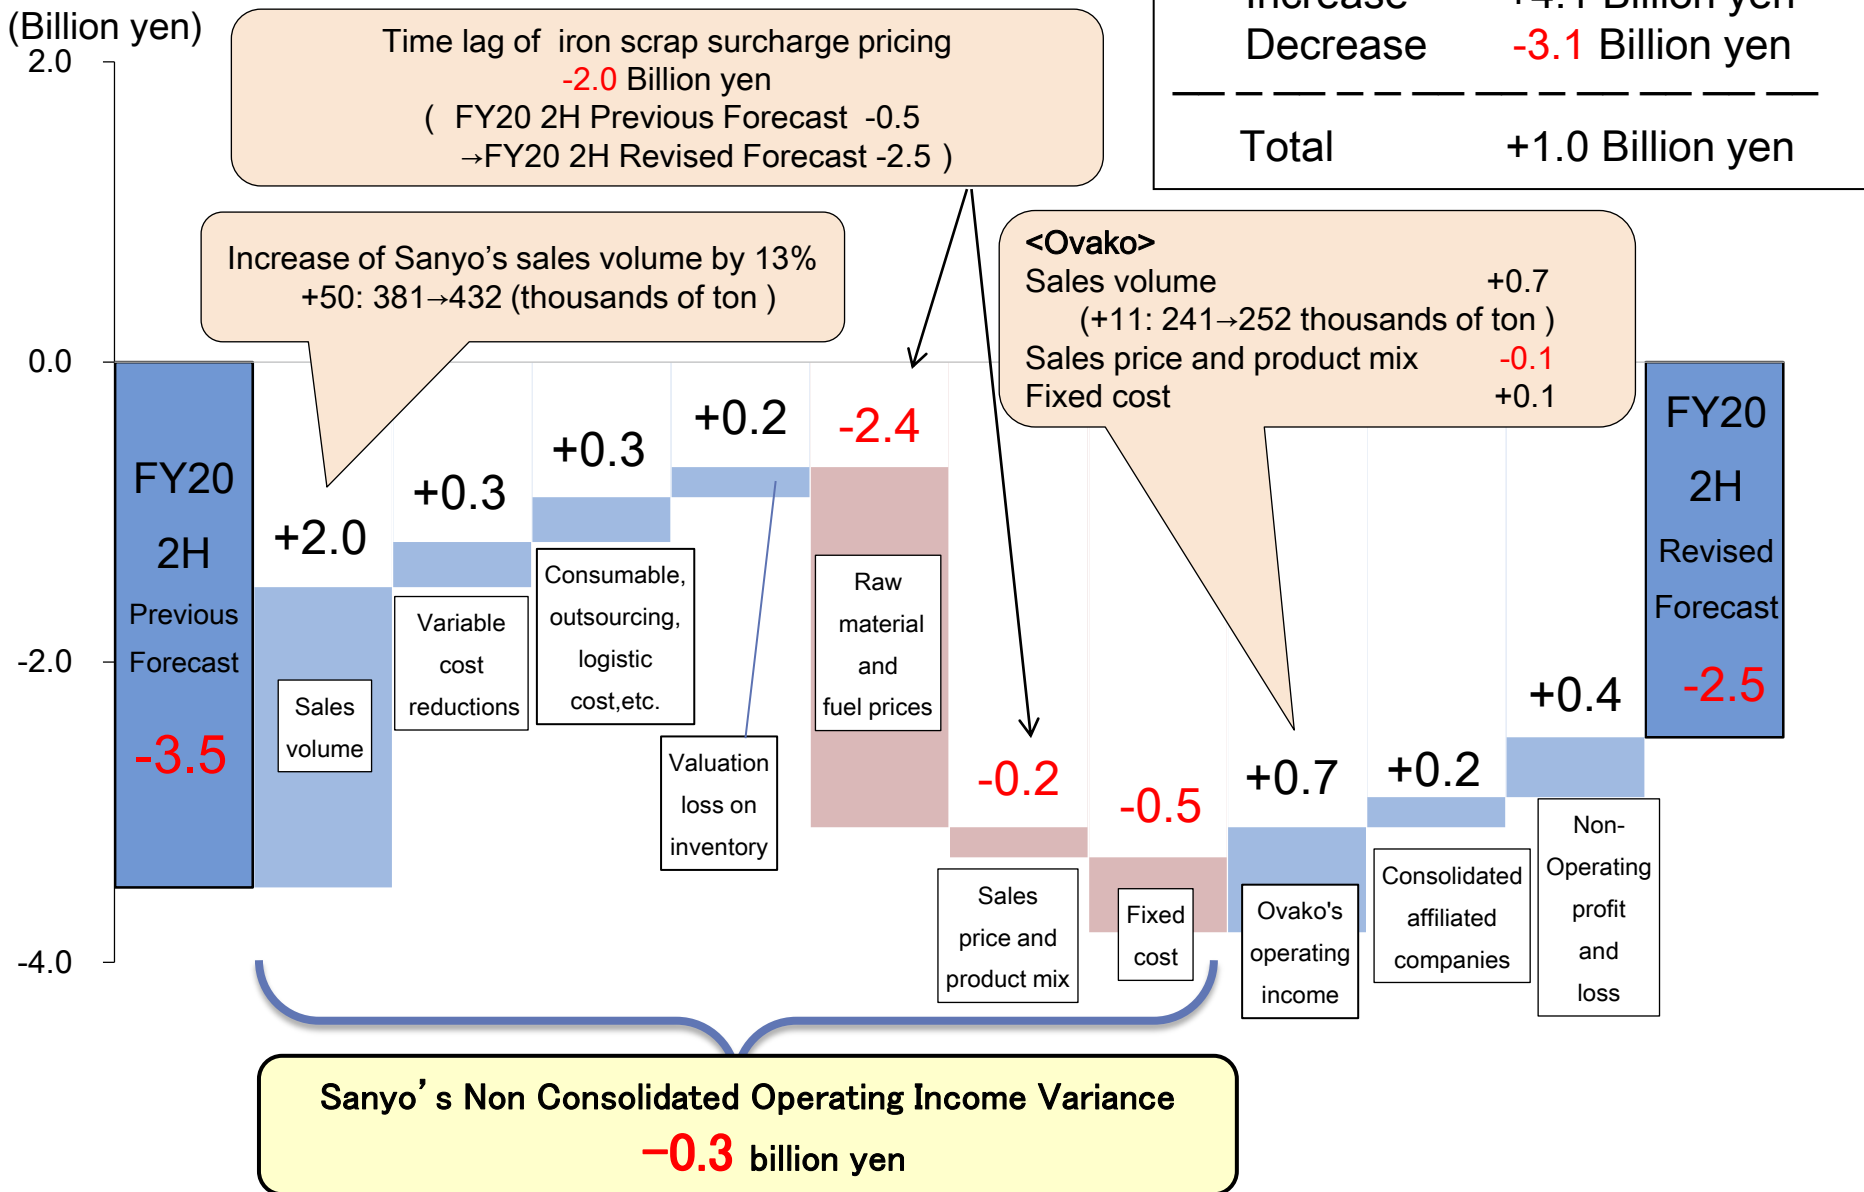 (Billion yen)
Increase +4.1 Billion yen
Decrease -3.1 Billion yen
Total +1.0 Billion yen
Time lag of iron scrap surcharge pricing
-2.0 Billion yen
( FY20 2H Previous Forecast -0.5
→FY20 2H Revised Forecast -2.5 )
Increase of Sanyo's sales volume by 13%
+50: 381→432 (thousands of ton )
<Ovako>
Sales volume +0.7
(+11: 241→252 thousands of ton )
Sales price and product mix -0.1
Fixed cost +0.1
2.0
0.0
-2.0
-4.0
FY20
2H
Previous
Forecast
-3.5
+2.0
Sales
volume
+0.3
Variable
cost
reductions
+0.3
Consumable,
outsourcing,
logistic
cost,etc.
+0.2
Valuation
loss on
inventory
-2.4
Raw
material
and
fuel prices
-0.2
Sales
price and
product mix
-0.5
Fixed
cost
+0.7
Ovako's
operating
income
+0.2
Consolidated
affiliated
companies
+0.4
Non-
Operating
profit
and
loss
FY20
2H
Revised
Forecast
-2.5
Sanyo's Non Consolidated Operating Income Variance
-0.3 billion yen